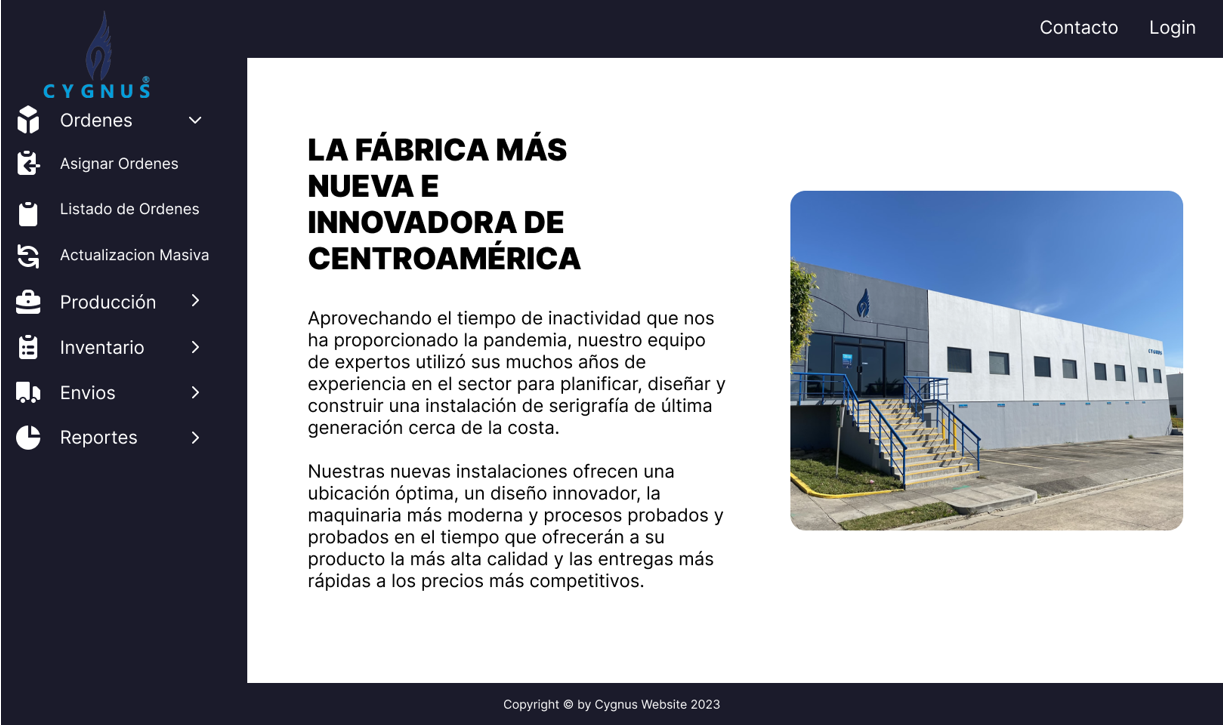 Contacto
Login
CYGNUS®
Ordenes
Asignar Ordenes
Listado de Ordenes
Actualizacion Masiva
Producción
Inventario
Envios
Reportes
LA FÁBRICA MÁS
NUEVA E
INNOVADORA DE
CENTROAMÉRICA
Aprovechando el tiempo de inactividad que nos
ha proporcionado la pandemia, nuestro equipo
de expertos utilizó sus muchos años de
experiencia en el sector para planificar, diseñar y
construir una instalación de serigrafía de última
generación cerca de la costa.
Nuestras nuevas instalaciones ofrecen una
ubicación óptima, un diseño innovador, la
maquinaria más moderna y procesos probados y
probados en el tiempo que ofrecerán a su
producto la más alta calidad y las entregas más
rápidas a los precios más competitivos.
CYGNUS
Copyright © by Cygnus Website 2023